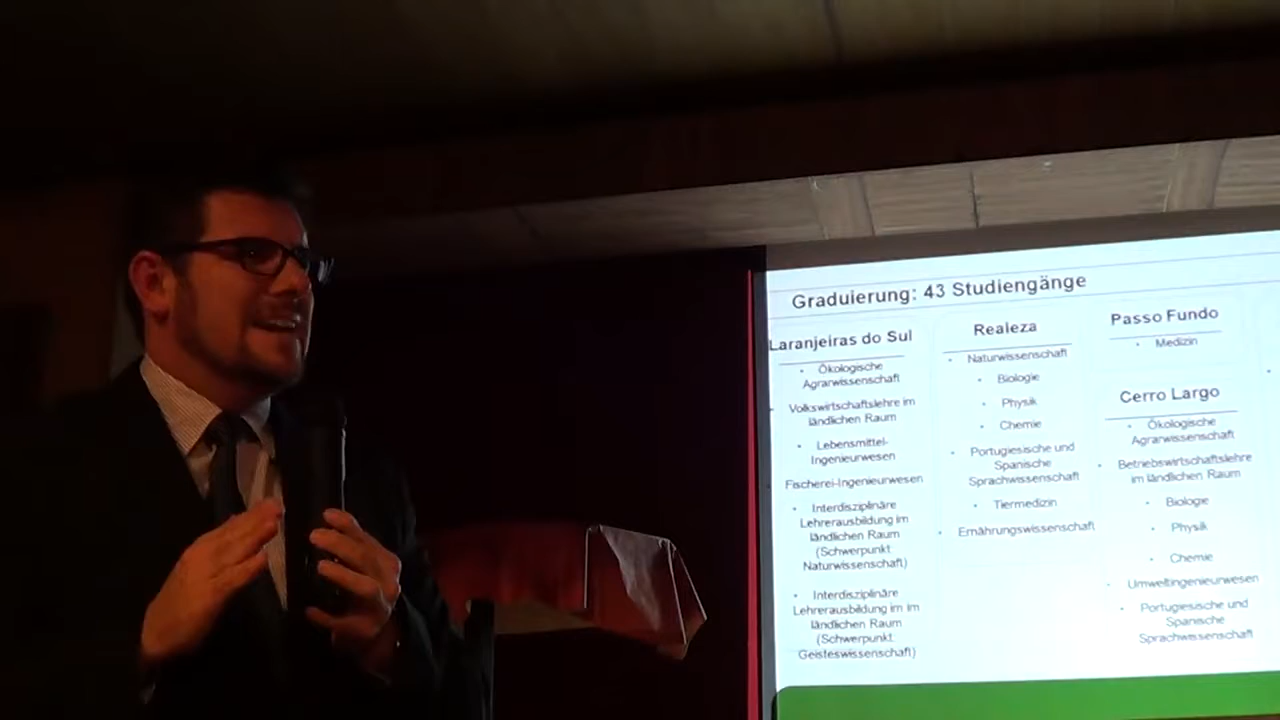 Graduierung: 43 Studiengänge
Laranjeiras do Sul
• Ökologische
Agrarwissenschaft
Volkswirtschaftslehre im
ländlichen Raum
• Lebensmittel-
Ingenieurwesen
Fischerei-Ingenieurwesen
• Interdisziplinäre
Lehrerausbildung im
ländlichen Raum
(Schwerpunkt
Naturwissenschaft)
• Interdisziplinäre
Lehrerausbildung im im
ländlichen Raum
(Schwerpunkt
Geisteswissenschaft)
Realeza
• Naturwissenschaft
• Biologie
• Physik
• Chemie
• Portugiesische und
Spanische
Sprachwissenschaft
• Tiermedizin
• Ernährungswissenschaft
Passo Fundo
• Medizin
Cerro Largo
• Ökologische
Agrarwissenschaft
• Betriebswirtschaftslehre
im ländlichen Raum
• Biologie
• Physik
• Chemie
• Umweltingenieurwesen
• Portugiesische und
Spanische
Sprachwissenschaft